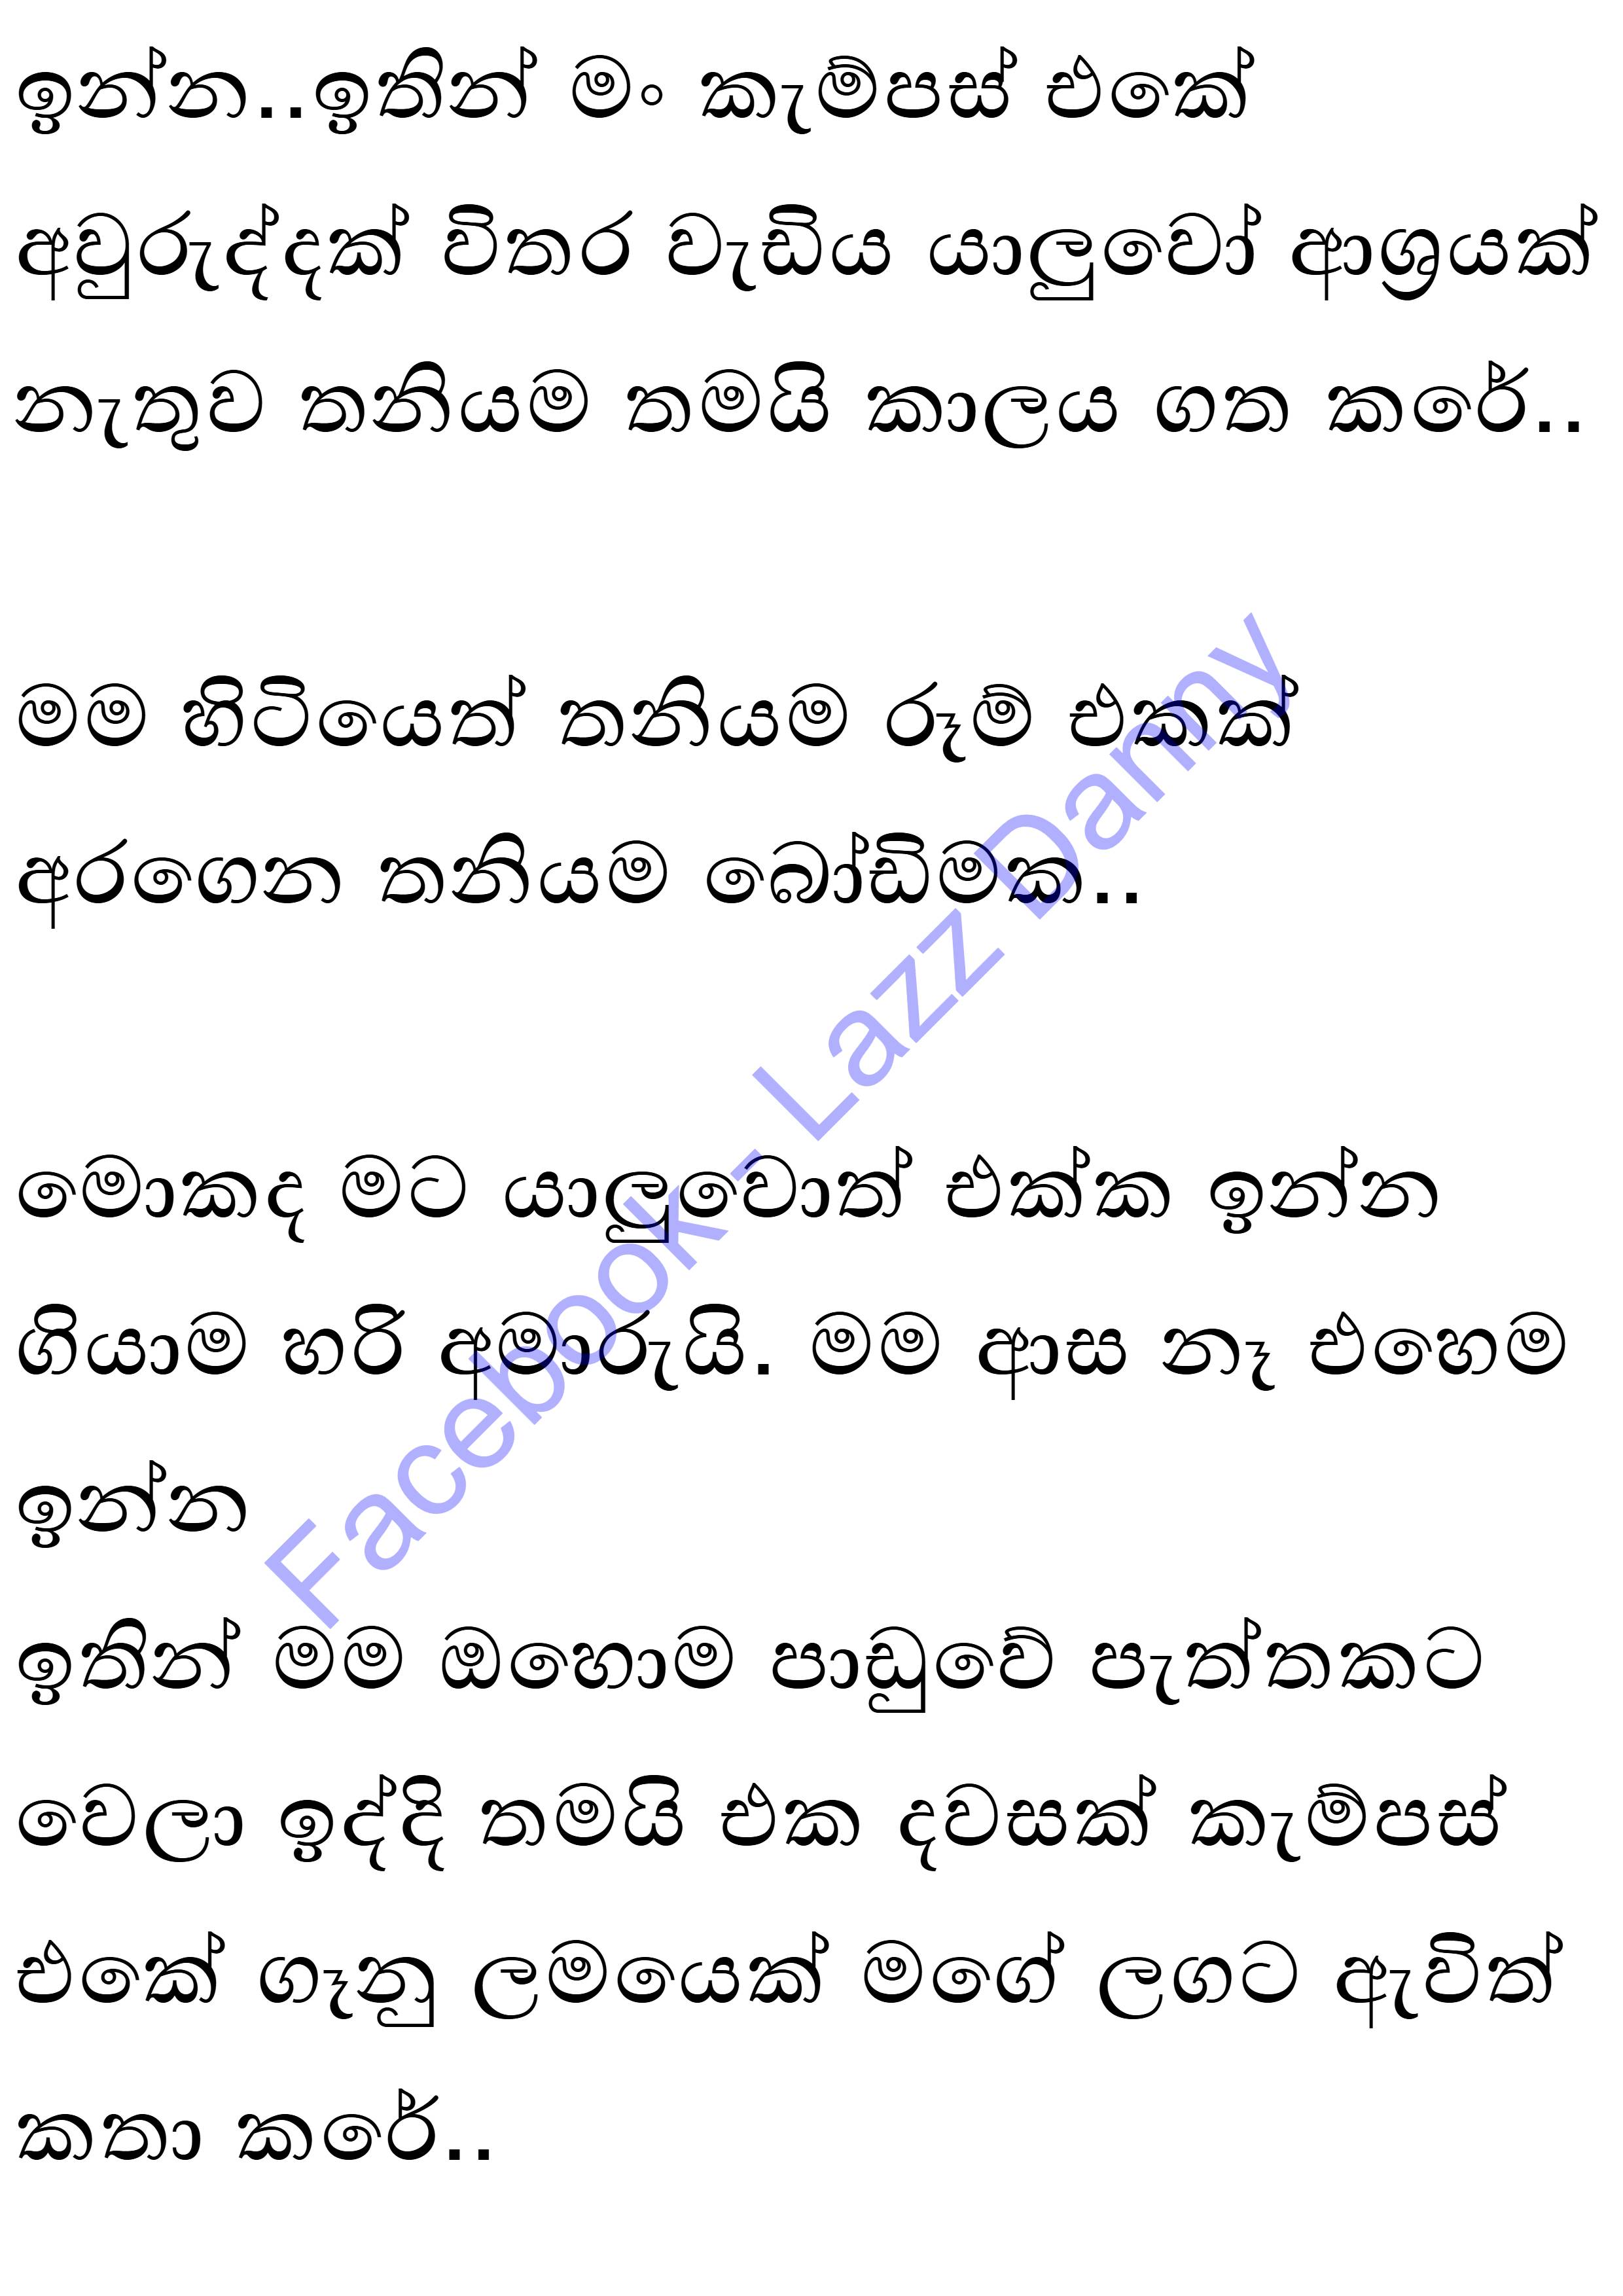 ඉන්න..ඉතින් මං කැම්පස් එකේ
අවුරුද්දක් විතර වැඩිය යාලුවෝ ආශ්‍රයක්
නැතුව තනියම තමයි කාලය ගත කරේ..
මම හිටියෙත් තනියම රූම් එකක්
අරගෙන තනියම බෝඩිමක..
මොකද මට යාලුවොත් එක්ක ඉන්න
ගියාම හරි අමාරුයි. මම ආස නෑ එහෙම
ඉන්න
ඉතින් මම ඔහොම පාඩුවේ පැත්තකට
වෙලා ඉද්දි තමයි එක දවසක් කැම්පස්
එකේ ගෑනු ලමයෙක් මගේ ලගට ඇවිත්
කතා කරේ..
Facebook- Lazz Damy